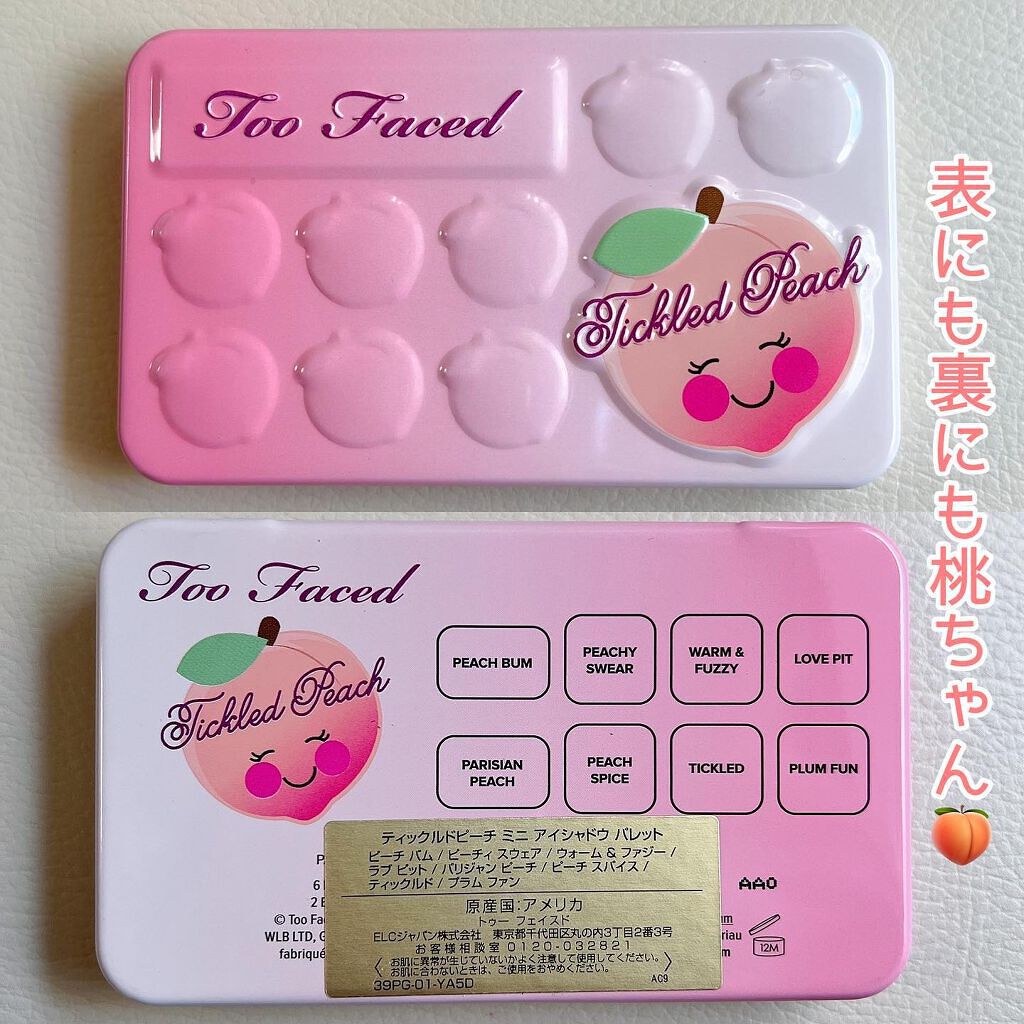 Too Faced
Tickled Peach
表にも裏にも桃ちゃん🍑
Too Faced
Tickled Peach
PEACH BUM
PEACHY
SWEAR
WARM &
FUZZY
LOVE PIT
PARISIAN
PEACH
PEACH
SPICE
TICKLED
PLUM FUN
ティックルドピーチ ミニ アイシャドウ パレット
ピーチ バム / ピーチィ スウェア / ウォーム & ファジー /
ラブ ピット / パリジャン ピーチ / ピーチ スパイス /
ティックルド / プラム ファン
原産国:アメリカ
トゥー フェイスド
ELCジャパン株式会社 東京都千代田区丸の内3丁目2番3号
お客様相談室 0120-032821
お肌に異常が生じていないかよく注意して使用してください。
お肌に合わないときは、ご使用をおやめください。
39PG-01-YA5D
AC9
© Too Fa
WLB LTD, G
fabriqué
AA0
12M